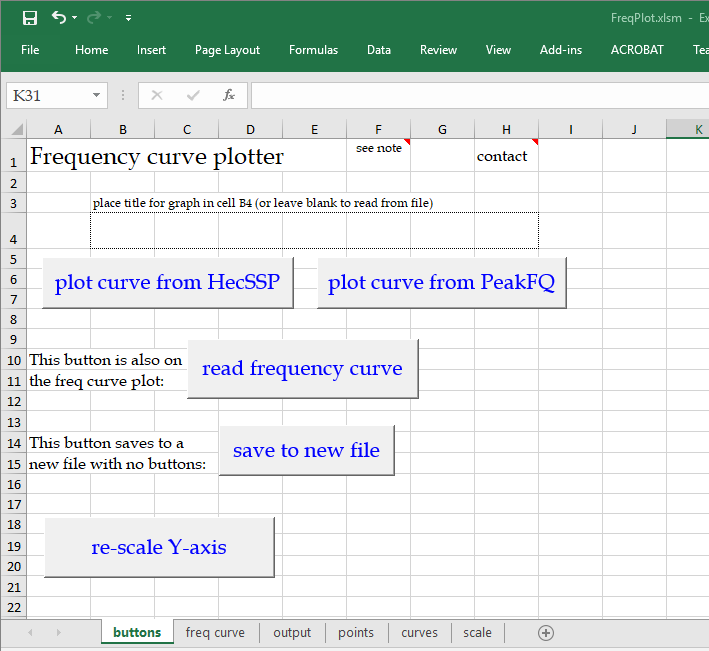 FreqPlot.xlsm - Ex
File Home Insert Page Layout Formulas Data Review View Add-ins ACROBAT Tea
K31 fx
A B C D E F G H I J K
1 Frequency curve plotter see note contact
2
3 place title for graph in cell B4 (or leave blank to read from file)
4
5
6 plot curve from HecSSP plot curve from PeakFQ
7
8
9
10 This button is also on read frequency curve
11 the freq curve plot:
12
13
14 This button saves to a save to new file
15 new file with no buttons:
16
17
18
19 re-scale Y-axis
20
21
22
buttons freq curve output points curves scale